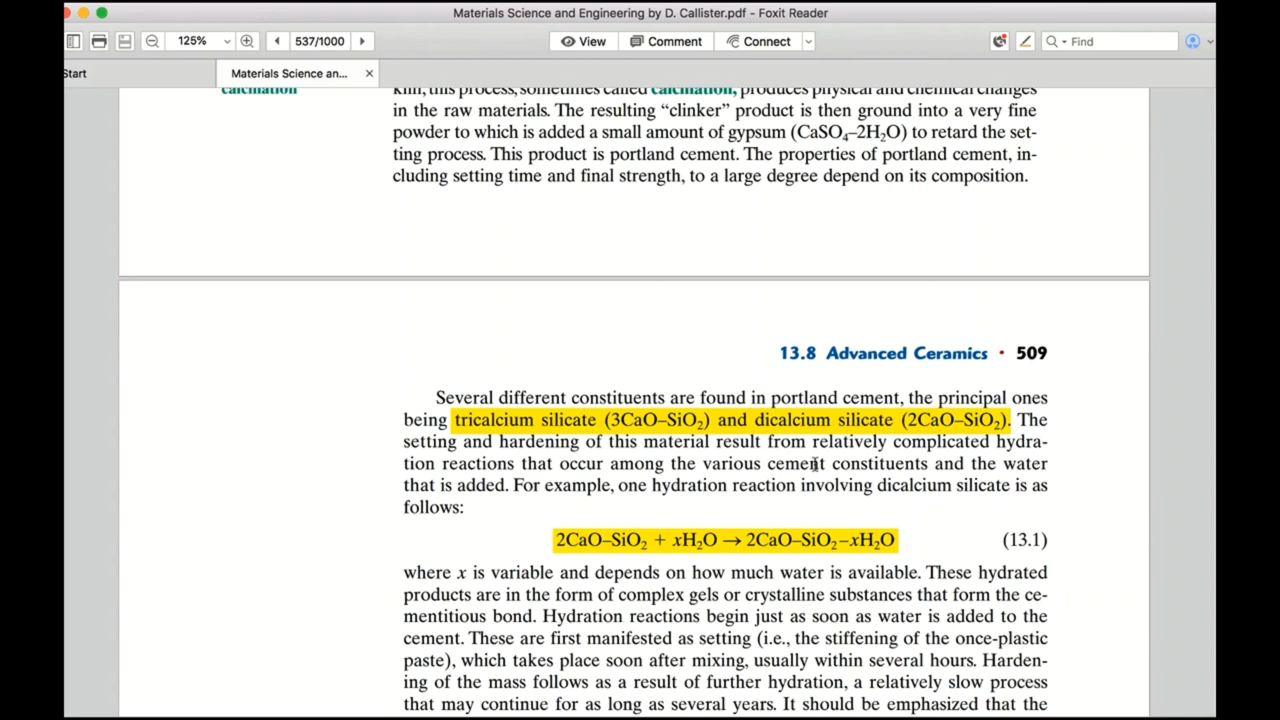 Materials Science and Engineering by D. Callister.pdf - Foxit Reader
125% 537/1000 View Comment Connect Find
Start Materials Science an... ×
calcination
kiln, this process, sometimes called calcination, produces physical and chemical changes
in the raw materials. The resulting “clinker” product is then ground into a very fine
powder to which is added a small amount of gypsum (CaSO₄–2H₂O) to retard the set-
ting process. This product is portland cement. The properties of portland cement, in-
cluding setting time and final strength, to a large degree depend on its composition.
13.8 Advanced Ceramics • 509
Several different constituents are found in portland cement, the principal ones
being tricalcium silicate (3CaO–SiO₂) and dicalcium silicate (2CaO–SiO₂). The
setting and hardening of this material result from relatively complicated hydra-
tion reactions that occur among the various cement constituents and the water
that is added. For example, one hydration reaction involving dicalcium silicate is as
follows:
2CaO–SiO₂ + xH₂O → 2CaO–SiO₂–xH₂O (13.1)
where x is variable and depends on how much water is available. These hydrated
products are in the form of complex gels or crystalline substances that form the ce-
mentitious bond. Hydration reactions begin just as soon as water is added to the
cement. These are first manifested as setting (i.e., the stiffening of the once-plastic
paste), which takes place soon after mixing, usually within several hours. Harden-
ing of the mass follows as a result of further hydration, a relatively slow process
that may continue for as long as several years. It should be emphasized that the